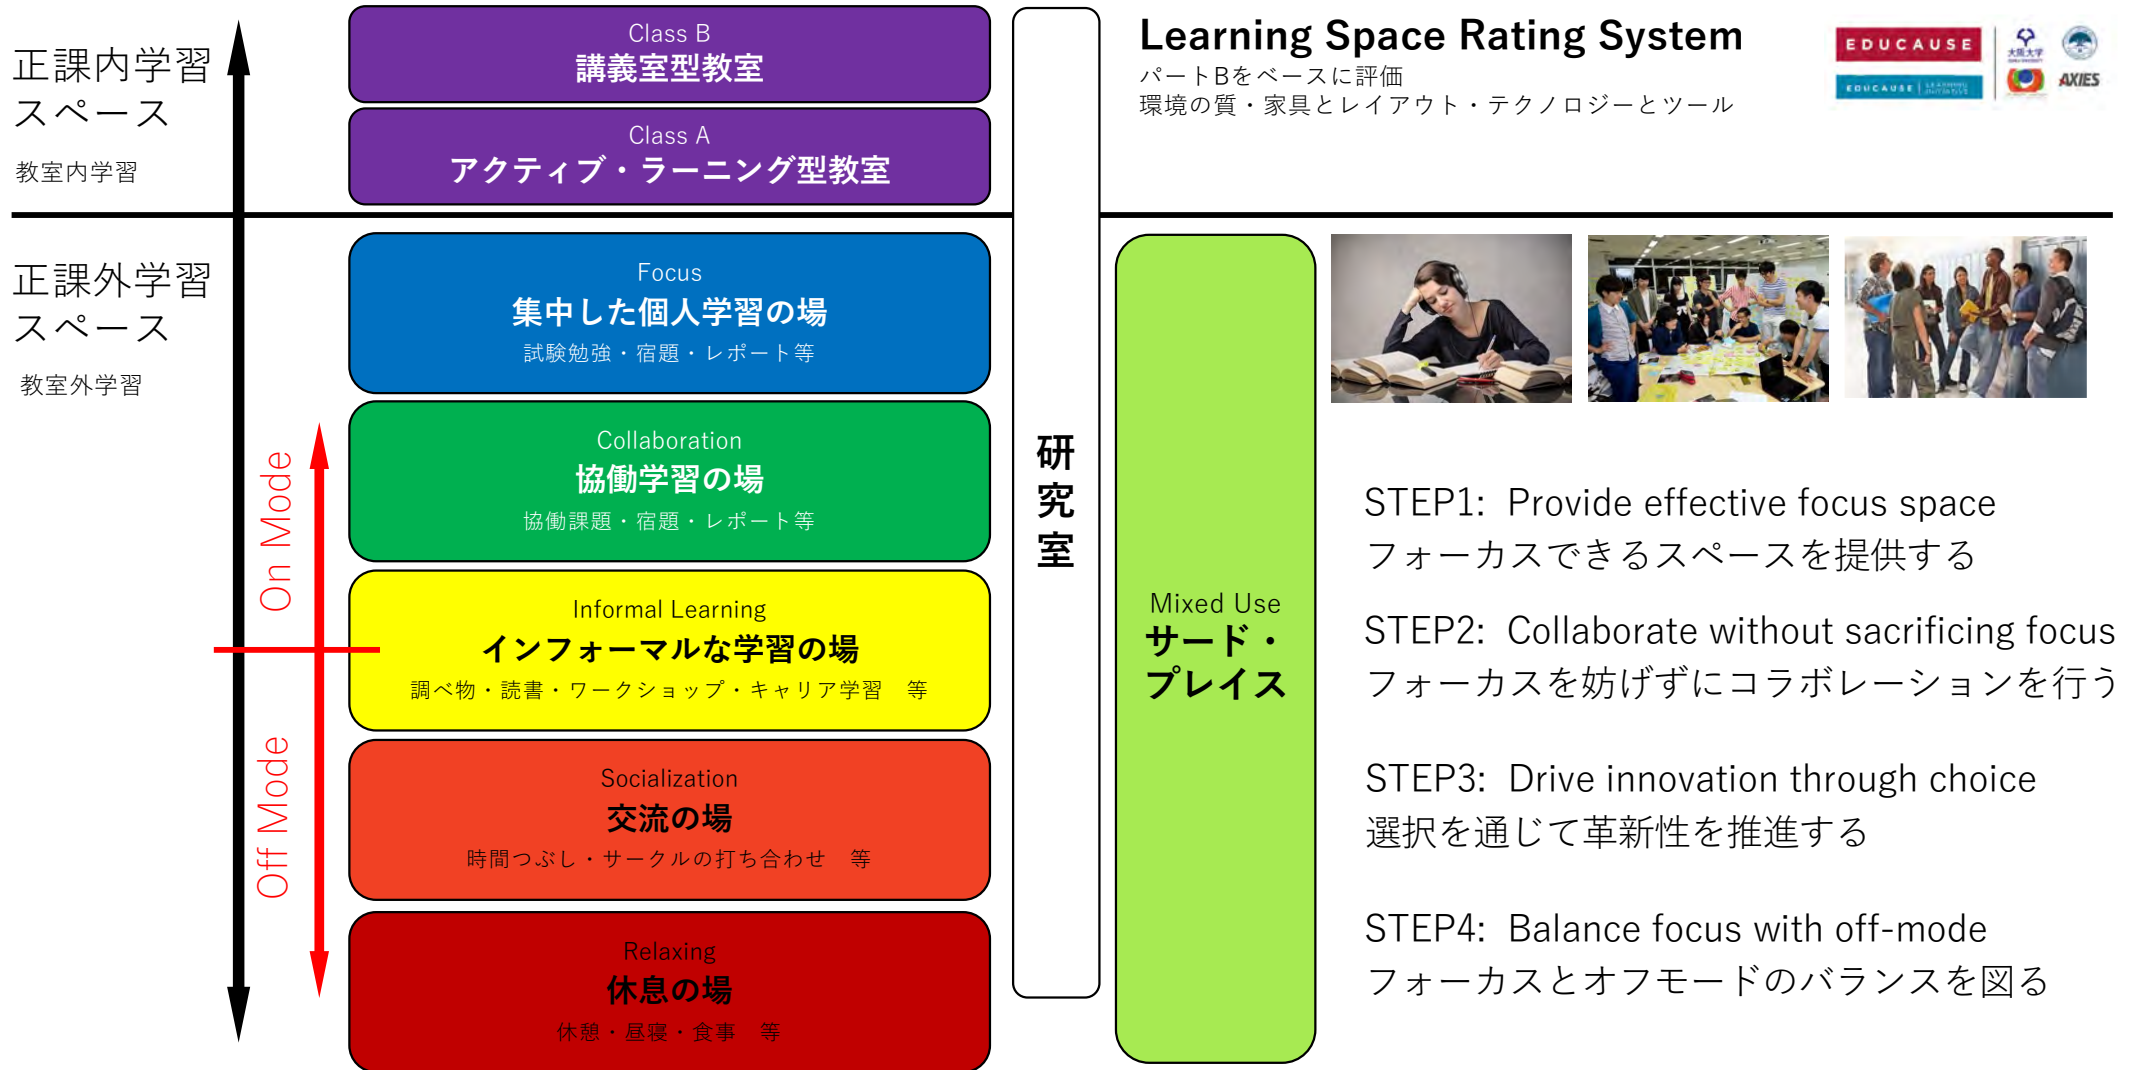 正課内学習
スペース
教室内学習
Class B
講義室型教室
Class A
アクティブ・ラーニング型教室
Learning Space Rating System
パートBをベースに評価
環境の質・家具とレイアウト・テクノロジーとツール
EDUCAUSE
EDUCAUSE
大阪大学
AXIES
正課外学習
スペース
教室外学習
On Mode
Off Mode
Focus
集中した個人学習の場
試験勉強・宿題・レポート等
Collaboration
協働学習の場
協働課題・宿題・レポート等
Informal Learning
インフォーマルな学習の場
調べ物・読書・ワークショップ・キャリア学習　等
Socialization
交流の場
時間つぶし・サークルの打ち合わせ　等
Relaxing
休息の場
休憩・昼寝・食事　等
研究室
Mixed Use
サード・
プレイス
STEP1: Provide effective focus space
フォーカスできるスペースを提供する
STEP2: Collaborate without sacrificing focus
フォーカスを妨げずにコラボレーションを行う
STEP3: Drive innovation through choice
選択を通じて革新性を推進する
STEP4: Balance focus with off-mode
フォーカスとオフモードのバランスを図る